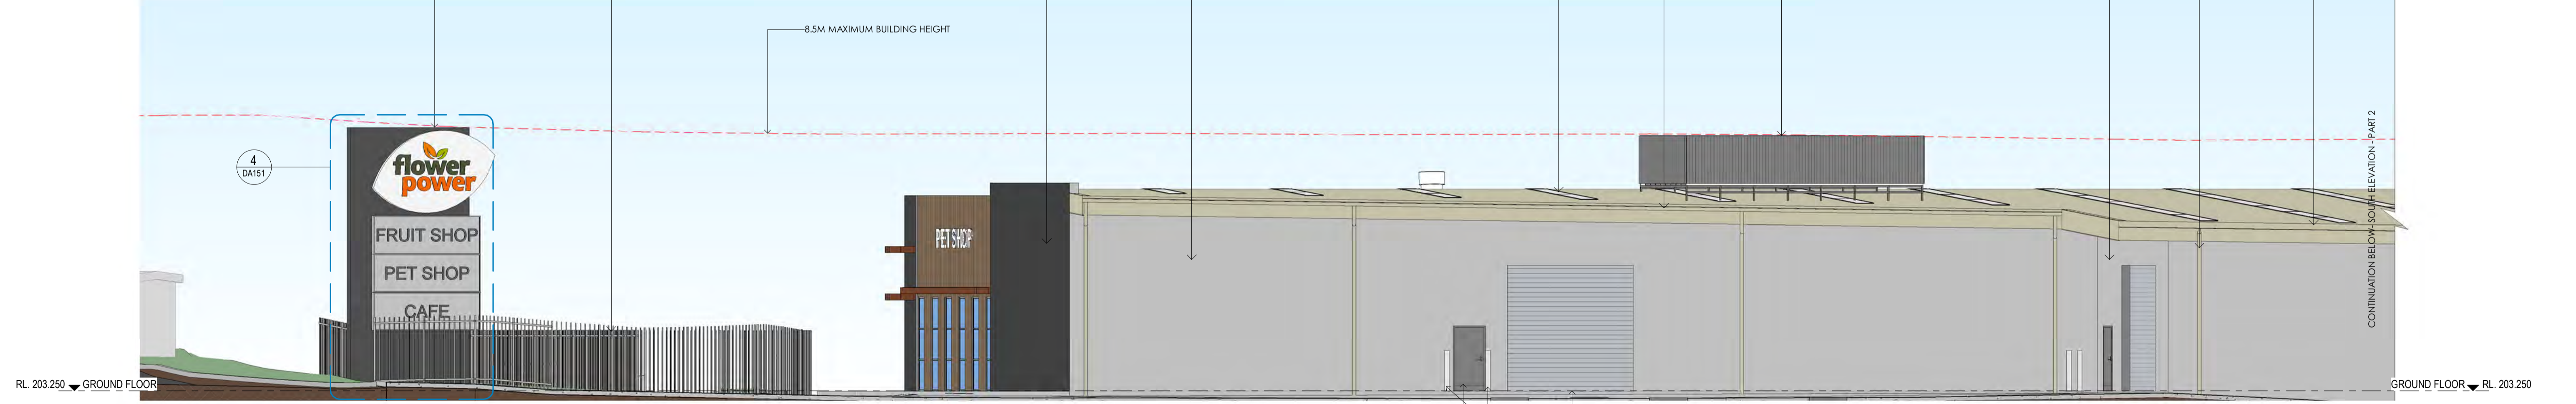 8.5M MAXIMUM BUILDING HEIGHT
4
DA151
flower
power
FRUIT SHOP
PET SHOP
CAFE
PET SHOP
CONTINUATION BELOW- SOUTH ELEVATION - PART 2
RL. 203.250 GROUND FLOOR
GROUND FLOOR RL. 203.250